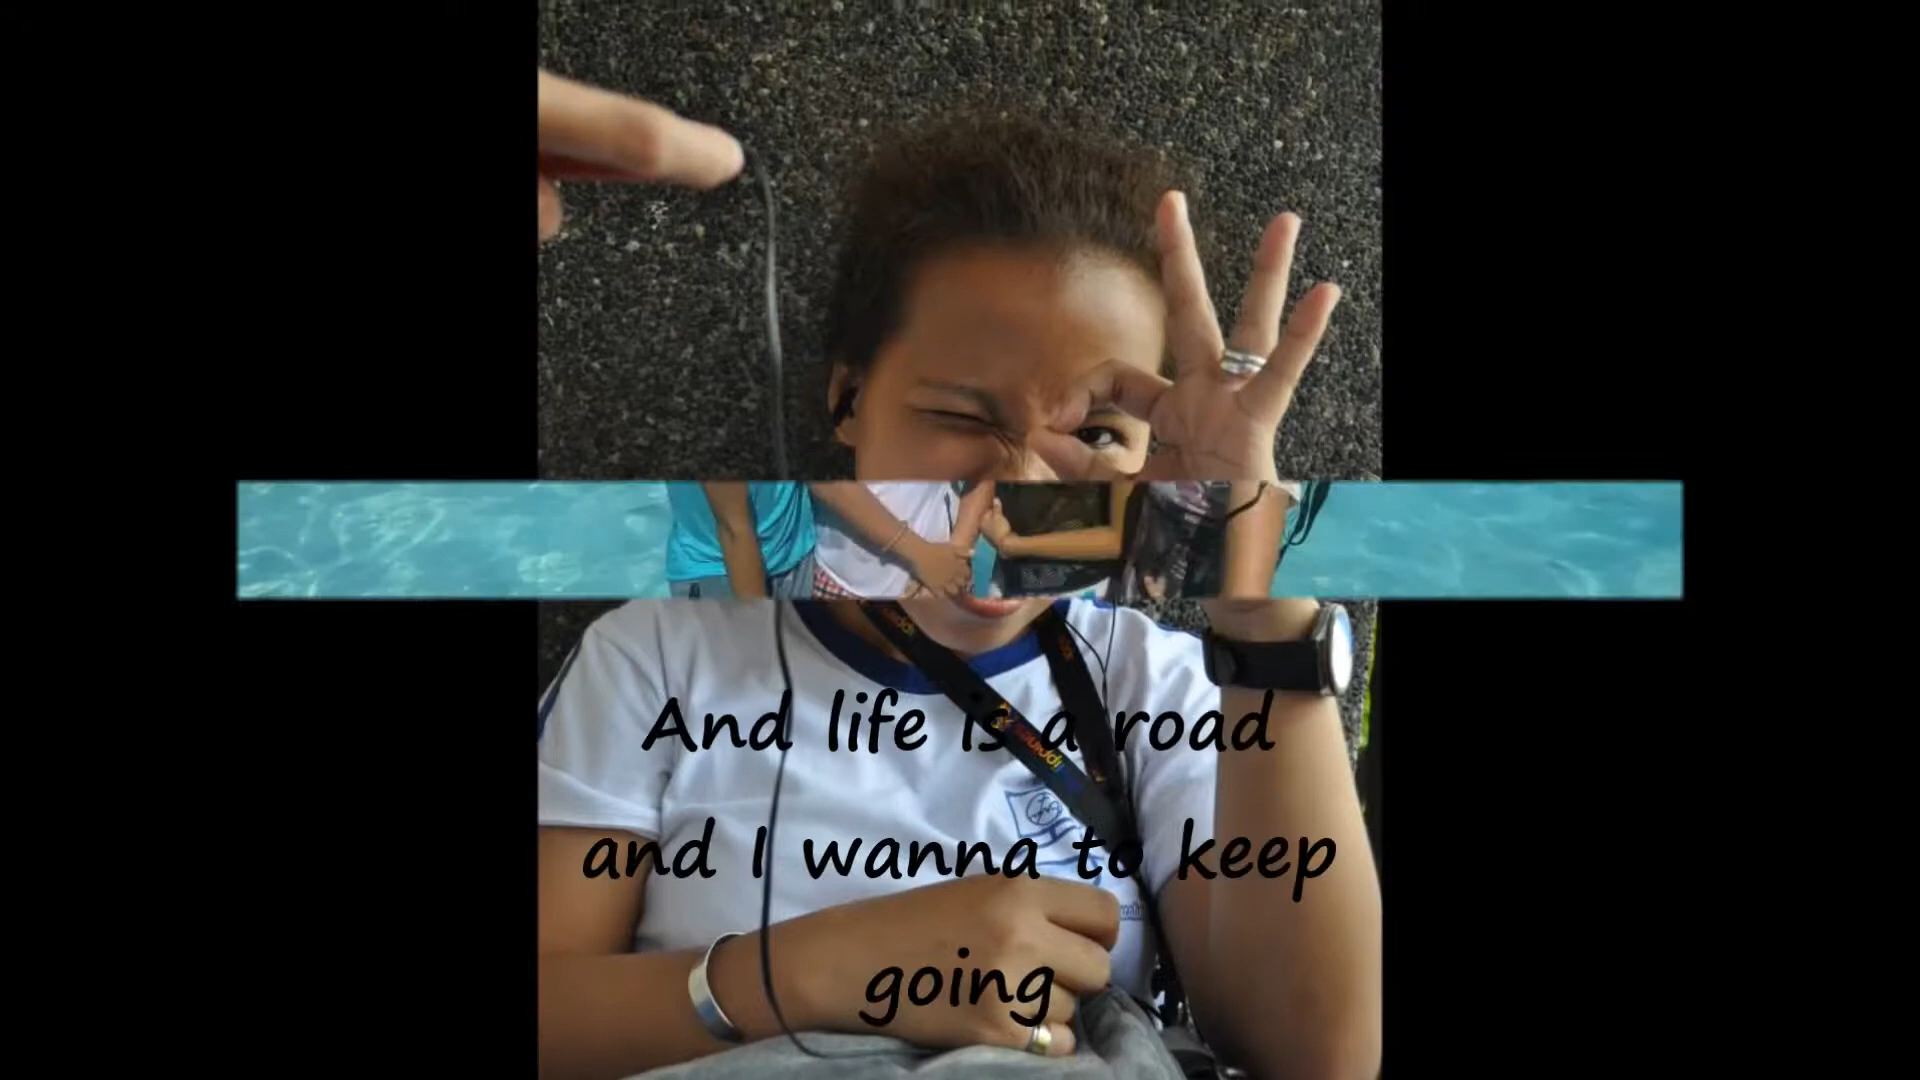 And life is a road
and I wanna to keep
going